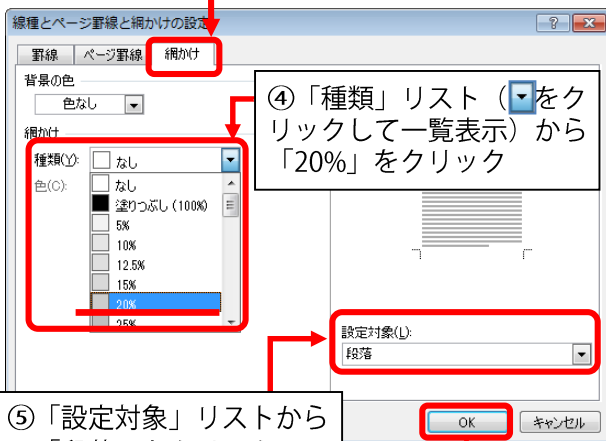 線種とページ罫線と網かけの設定
罫線 ページ罫線 網かけ
背景の色
色なし
網かけ
種類(Y): なし
色(C): なし
塗りつぶし (100%)
5%
10%
12.5%
15%
20%
25%
④「種類」リスト（をク
リックして一覧表示）から
「20%」をクリック
設定対象(L):
段落
⑤「設定対象」リストから
OK キャンセル